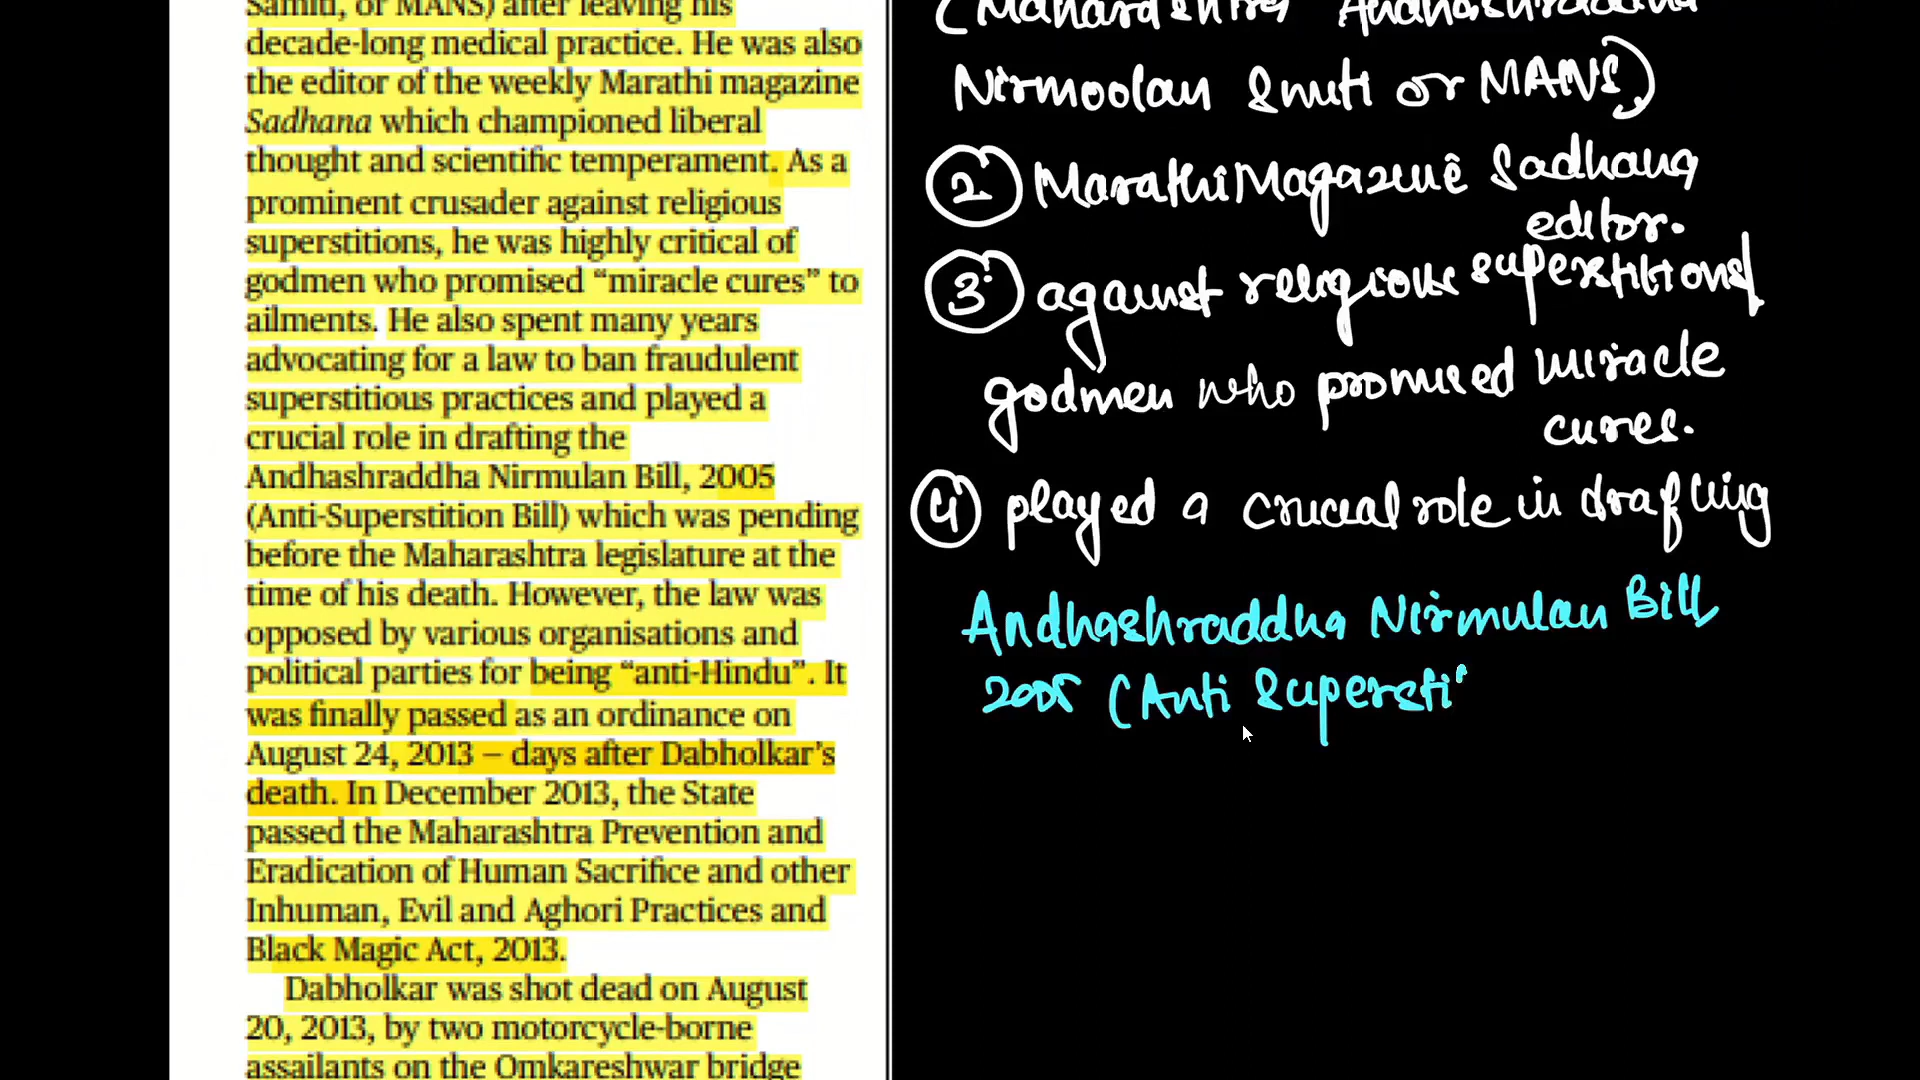 Samiti, or MANS) after leaving his
decade-long medical practice. He was also
the editor of the weekly Marathi magazine
Sadhana which championed liberal
thought and scientific temperament. As a
prominent crusader against religious
superstitions, he was highly critical of
godmen who promised “miracle cures” to
ailments. He also spent many years
advocating for a law to ban fraudulent
superstitious practices and played a
crucial role in drafting the
Andhashraddha Nirmulan Bill, 2005
(Anti-Superstition Bill) which was pending
before the Maharashtra legislature at the
time of his death. However, the law was
opposed by various organisations and
political parties for being “anti-Hindu”. It
was finally passed as an ordinance on
August 24, 2013 – days after Dabholkar’s
death. In December 2013, the State
passed the Maharashtra Prevention and
Eradication of Human Sacrifice and other
Inhuman, Evil and Aghori Practices and
Black Magic Act, 2013.
Dabholkar was shot dead on August
20, 2013, by two motorcycle-borne
assailants on the Omkareshwar bridge
(Maharashtra Andhashraddha
Nirmoolan Smiti or MANS)
2 Marathi Magazine Sadhana
editor.
3 against religious superstitions
godmen who promised miracle
cures.
4 played a crucial role in drafting
Andhashraddha Nirmulan Bill
2005 (Anti Supersti